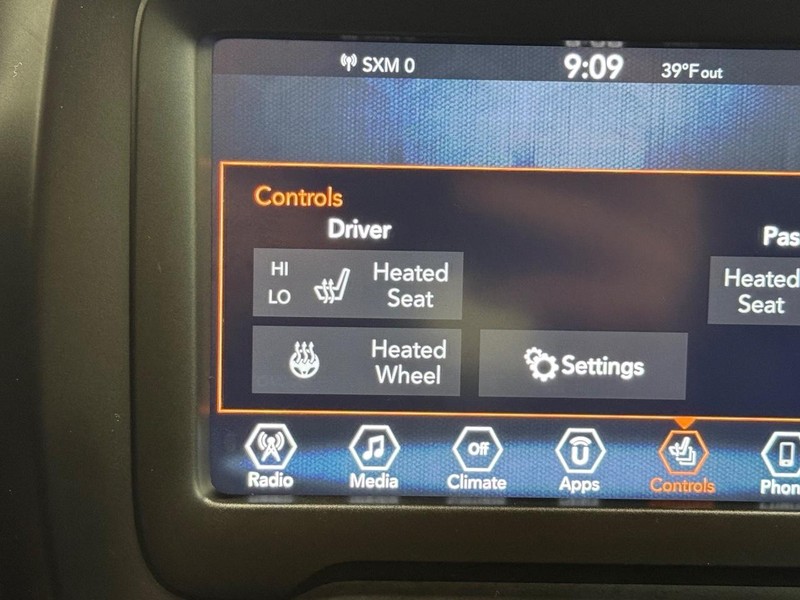 SXM 0
9:09
39°F out
Controls
Driver
Pas
HI
LO
Heated
Seat
Heated
Seat
Heated
Wheel
Settings
Radio
Media
Off
Climate
Apps
Controls
Phon